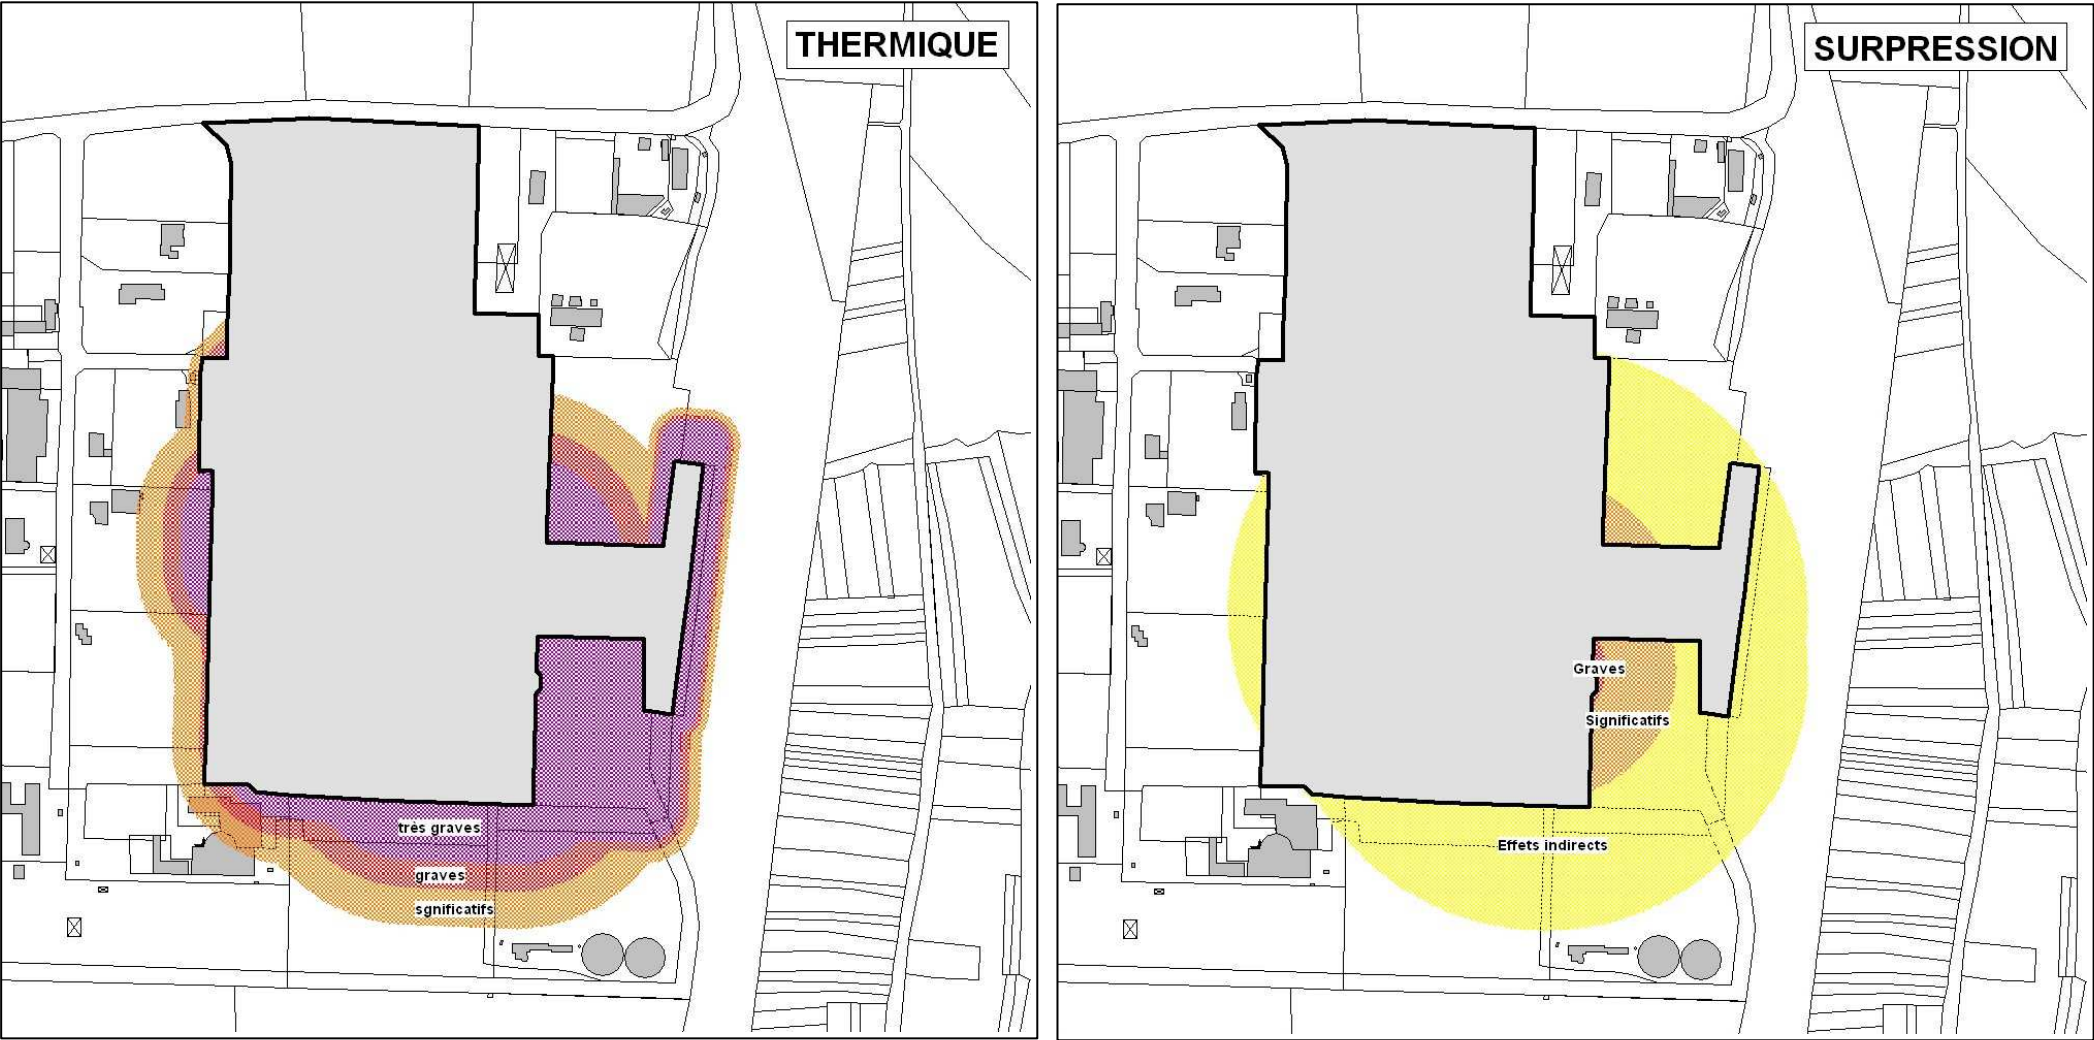 THERMIQUE
SURPRESSION
très graves
graves
sgnificatifs
Graves
Significatifs
Effets indirects